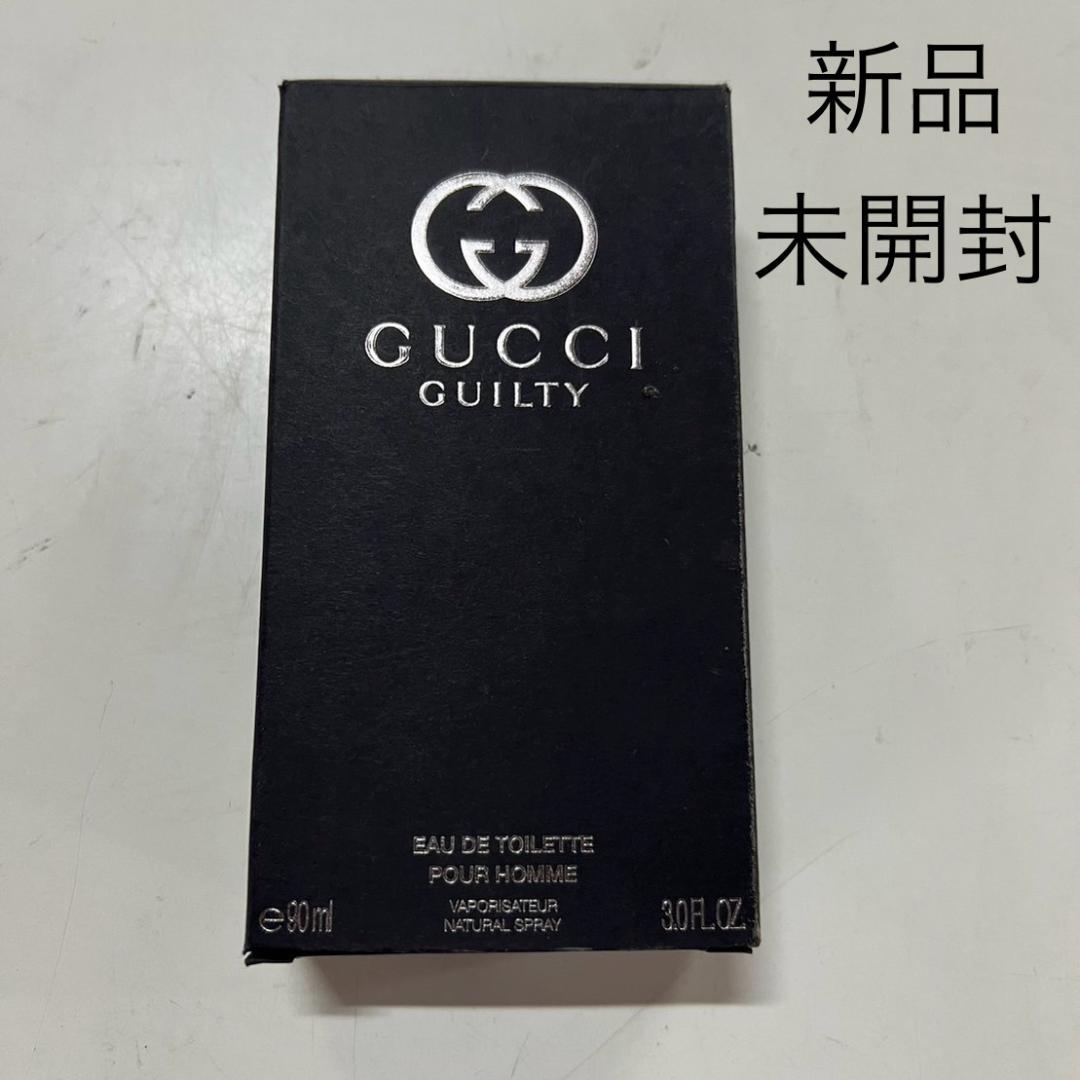 新品
未開封
GUCCI
GUILTY
EAU DE TOILETTE
POUR HOMME
VAPORISATEUR
NATURAL SPRAY
e90ml
3.0 FL.OZ.